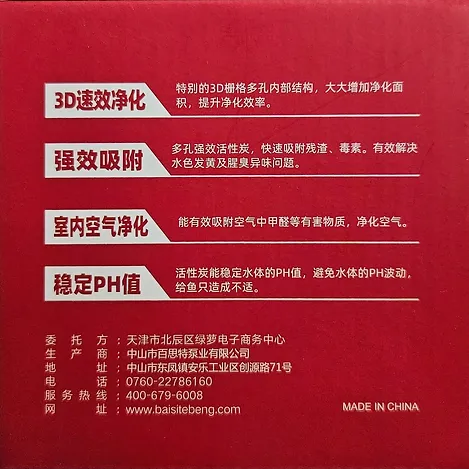 3D速效净化
特别的3D栅格多孔内部结构，大大增加净化面
积，提升净化效率。
强效吸附
多孔强效活性炭，快速吸附残渣、毒素。有效解决
水色发黄及腥臭异味问题。
室内空气净化
能有效吸附空气中甲醛等有害物质，净化空气。
稳定PH值
活性炭能稳定水体的PH值，避免水体的PH波动，
给鱼只造成不适。
委托方：天津市北辰区绿萝电子商务中心
生产商：中山市百思特泵业有限公司
地址：中山市东凤镇安乐工业区创源路71号
电话：0760-22786160
服务热线：400-679-6008
网址：www.baisitebeng.com
MADE IN CHINA